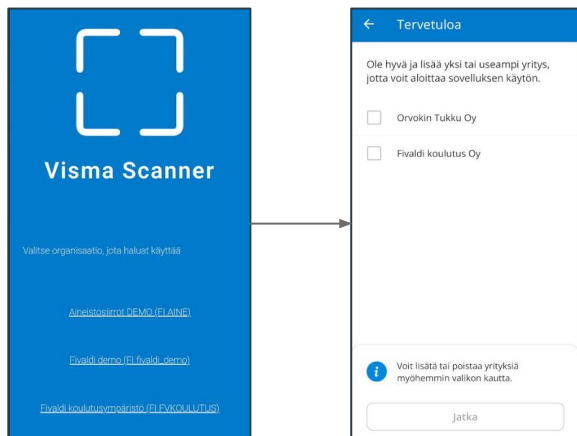 Visma Scanner
Valitse organisaatio, jota haluat käyttää
Aineistosiirrot DEMO (FI.AINE)
Fivaldi demo (FI.fivaldi_demo)
Fivaldi koulutusympäristö (FI.FVKOULUTUS)
Tervetuloa
Ole hyvä ja lisää yksi tai useampi yritys,
jotta voit aloittaa sovelluksen käytön.
Orvokin Tukku Oy
Fivaldi koulutus Oy
Voit lisätä tai poistaa yrityksiä
myöhemmin valikon kautta.
Jatka